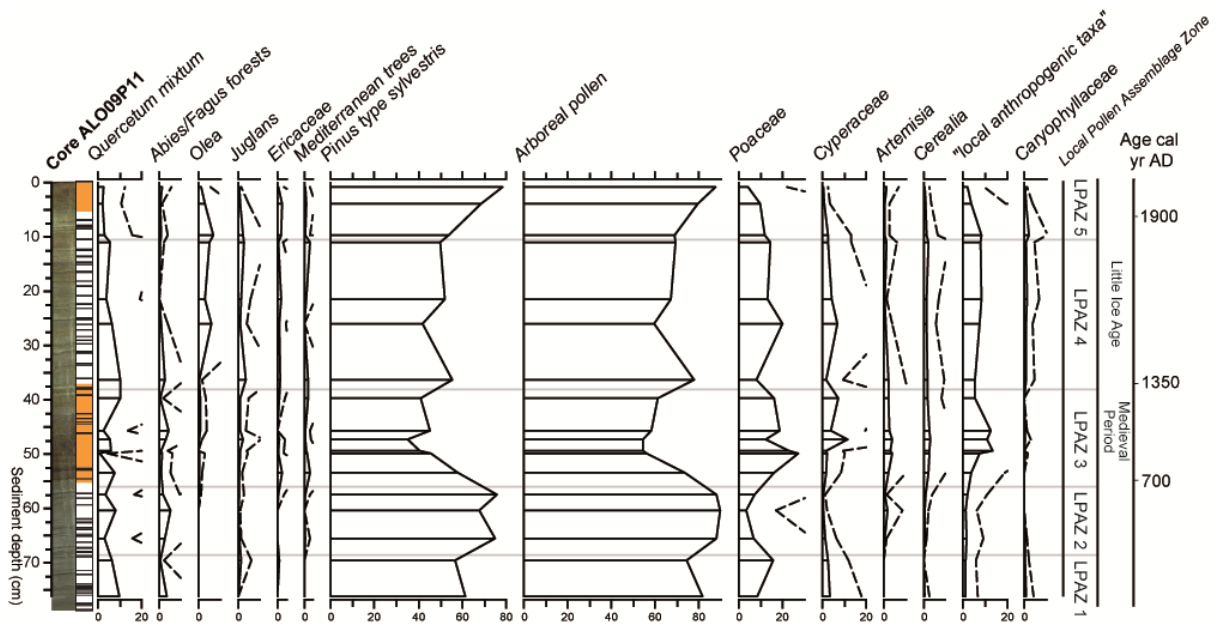 Core ALO09P11
Quercetum mixtum
Abies/Fagus forests
Olea
Juglans
Ericaceae
Mediterranean trees
Pinus type sylvestris
Arboreal pollen
Poaceae
Cyperaceae
Artemisia
Cerealia
"local anthropogenic taxa"
Caryophyllaceae
Local Pollen Assemblage Zone
Age cal
yr AD
0
10
20
30
40
50
60
70
Sediment depth (cm)
LPAZ 5
LPAZ 4
LPAZ 3
LPAZ 2
LPAZ 1
Little Ice Age
Medieval
Period
1900
1350
700
0 20 0 0 0 0 0 0 20 40 60 80 0 20 40 60 80 0 20 0 20 0 0 0 20 0